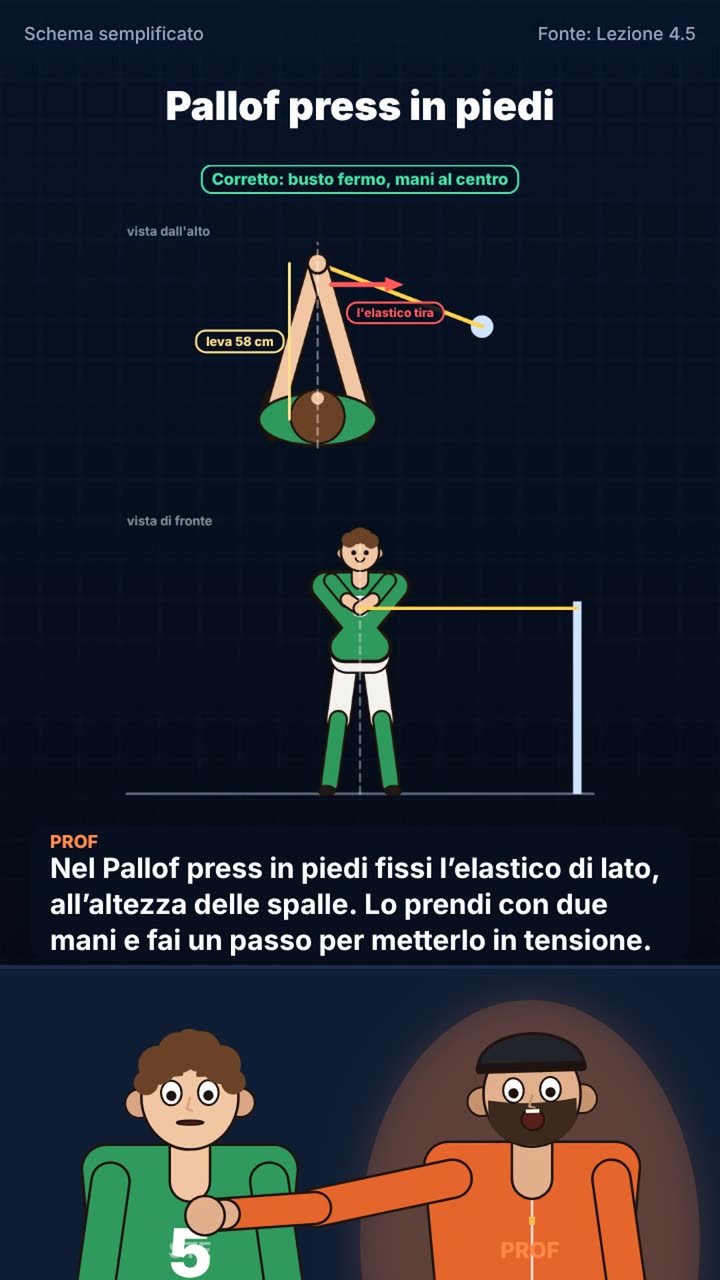 Schema semplificato
Fonte: Lezione 4.5
Pallof press in piedi
Corretto: busto fermo, mani al centro
vista dall'alto
l'elastico tira
leva 58 cm
vista di fronte
PROF
Nel Pallof press in piedi fissi l’elastico di lato,
all’altezza delle spalle. Lo prendi con due
mani e fai un passo per metterlo in tensione.
5
PROF